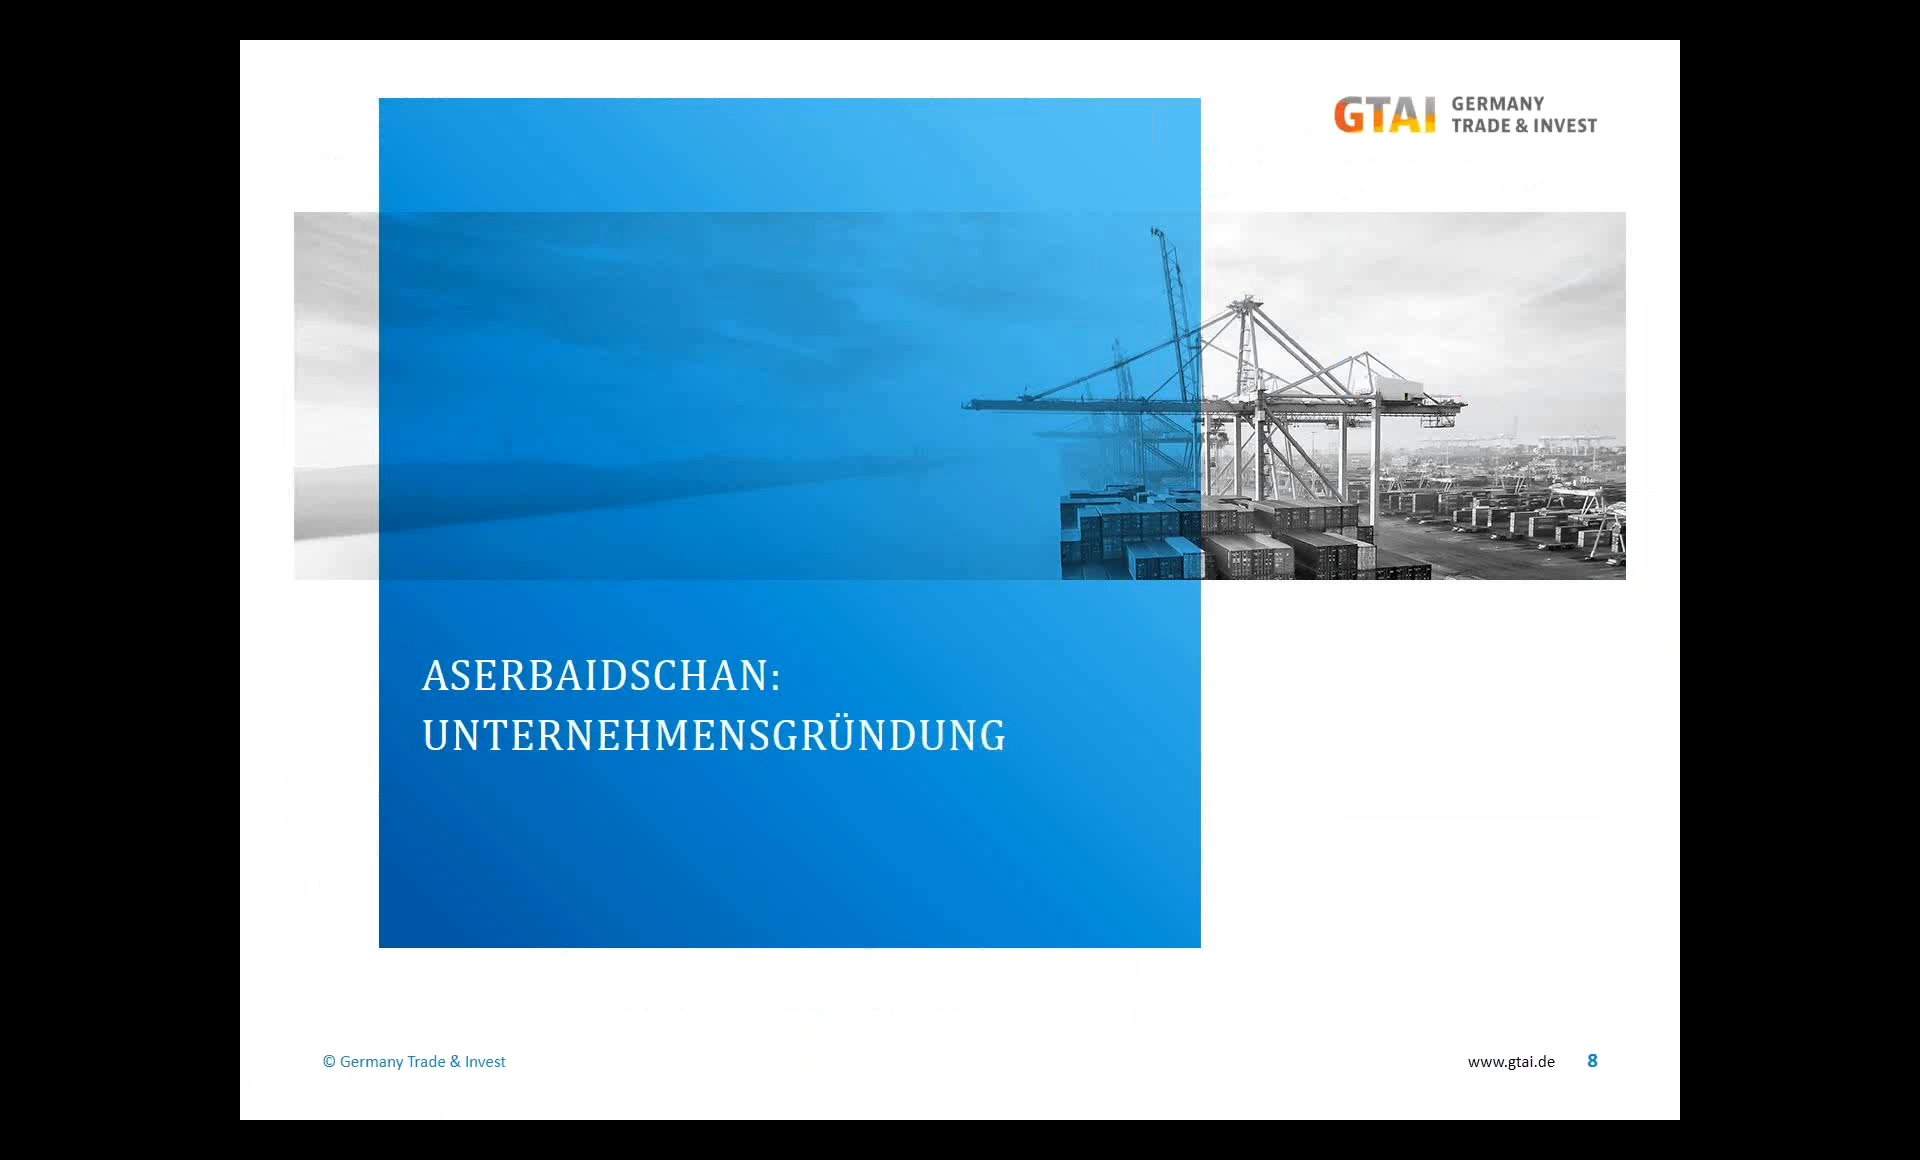 GTAI GERMANY
TRADE & INVEST
ASERBAIDSCHAN:
UNTERNEHMENSGRÜNDUNG
© Germany Trade & Invest
www.gtai.de 8